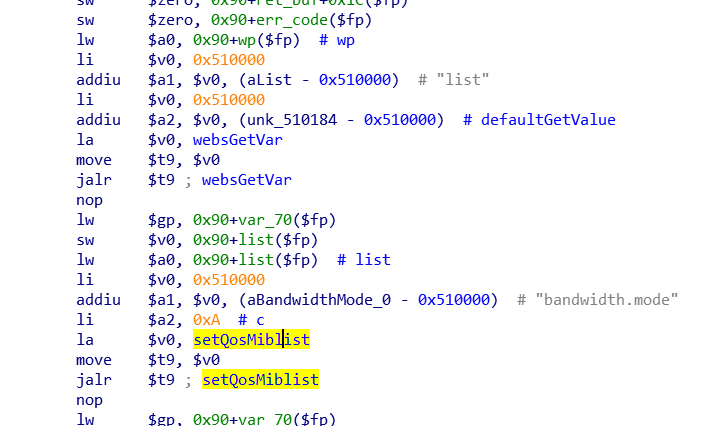 sw $zero, 0x90+ret_buf+0x1C($fp)
sw $zero, 0x90+err_code($fp)
lw $a0, 0x90+wp($fp) # wp
li $v0, 0x510000
addiu $a1, $v0, (aList - 0x510000) # "list"
li $v0, 0x510000
addiu $a2, $v0, (unk_510184 - 0x510000) # defaultGetValue
la $v0, websGetVar
move $t9, $v0
jalr $t9 ; websGetVar
nop
lw $gp, 0x90+var_70($fp)
sw $v0, 0x90+list($fp)
lw $a0, 0x90+list($fp) # list
li $v0, 0x510000
addiu $a1, $v0, (aBandwidthMode_0 - 0x510000) # "bandwidth.mode"
li $a2, 0xA # c
la $v0, setQosMiblist
move $t9, $v0
jalr $t9 ; setQosMiblist
nop
lw $gp, 0x90+var_70($fp)